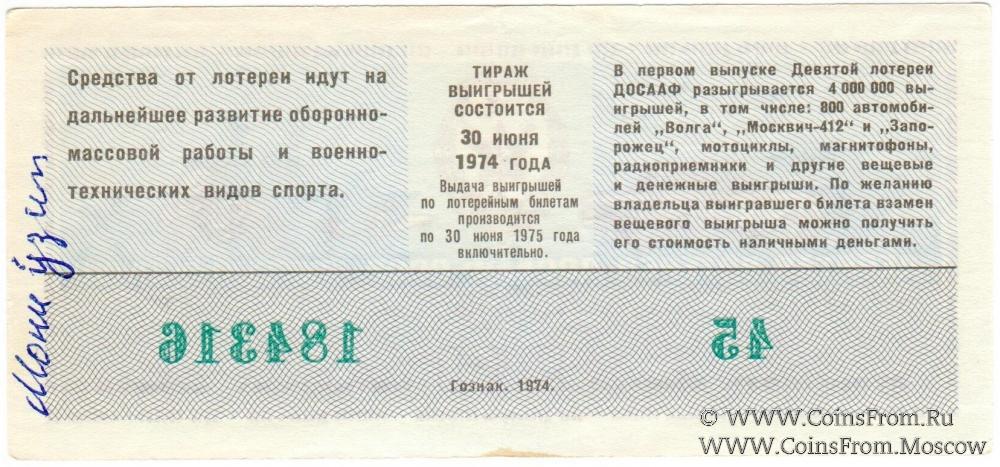 Средства от лотереи идут на
дальнейшее развитие оборонно-
массовой работы и военно-
технических видов спорта.
ТИРАЖ
ВЫИГРЫШЕЙ
СОСТОИТСЯ
30 ИЮНЯ
1974 ГОДА
Выдача выигрышей
по лотерейным билетам
производится
по 30 июня 1975 года
включительно.
В первом выпуске Девятой лотереи
ДОСААФ разыгрывается 4 000 000 вы-
игрышей, в том числе: 800 автомоби-
лей „Волга", „Москвич-412" и „Запо-
рожец", мотоциклы, магнитофоны,
радиоприемники и другие вещевые
и денежные выигрыши. По желанию
владельца выигравшего билета взамен
вещевого выигрыша можно получить
его стоимость наличными деньгами.
184316
45
Гознак. 1974.
© WWW.CoinsFrom.Ru
WWW.CoinsFrom.Moscow